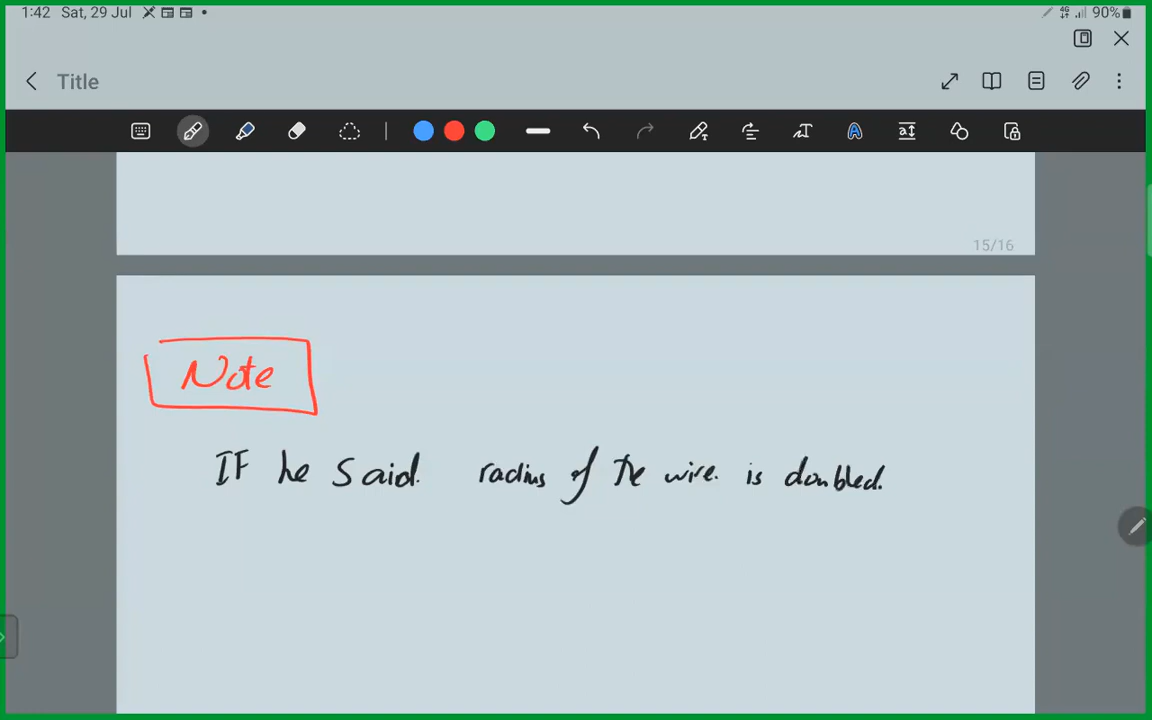 1:42 Sat, 29 Jul
4G 90%
Title
15/16
Note
IF he said. radius of the wire. is doubled.